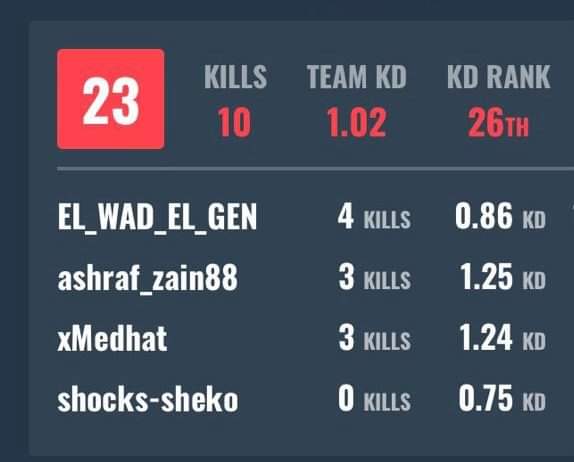 23
KILLS TEAM KD KD RANK
10 1.02 26TH
EL_WAD_EL_GEN 4 KILLS 0.86 KD
ashraf_zain88 3 KILLS 1.25 KD
xMedhat 3 KILLS 1.24 KD
shocks-sheko 0 KILLS 0.75 KD